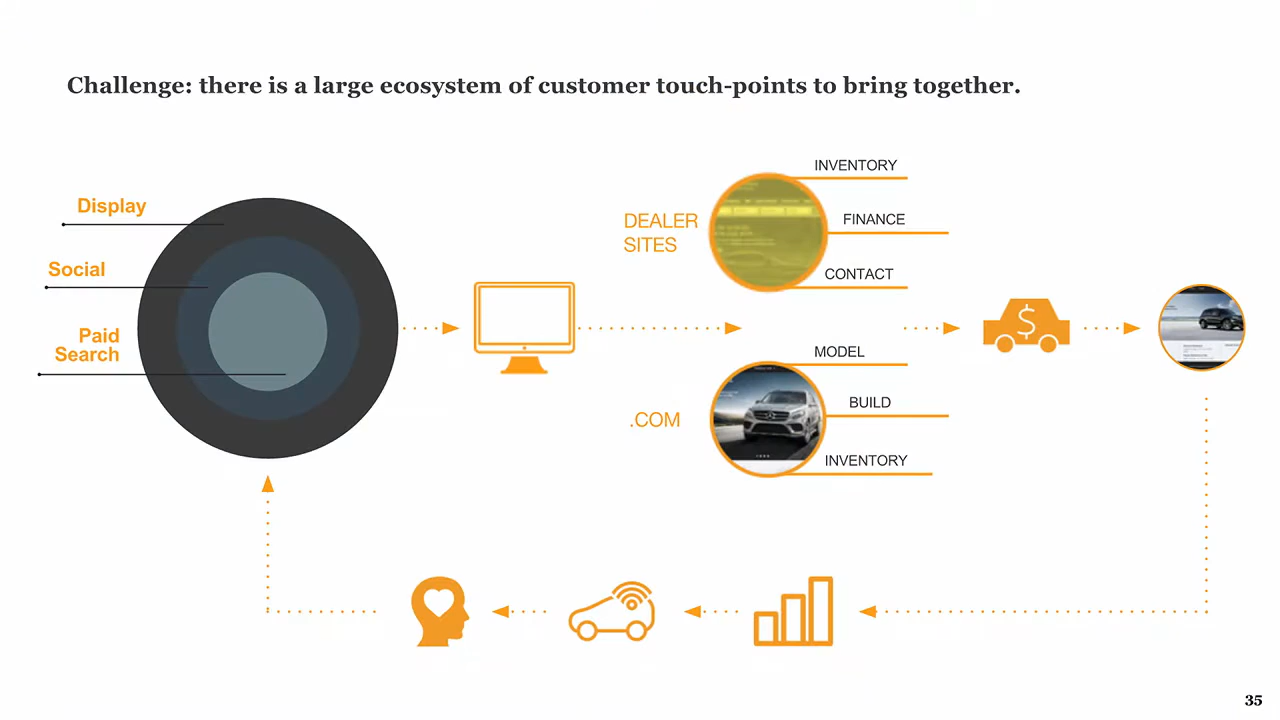 Challenge: there is a large ecosystem of customer touch-points to bring together.
Display
Social
Paid
Search
DEALER
SITES
INVENTORY
FINANCE
CONTACT
$
.COM
MODEL
BUILD
INVENTORY
35